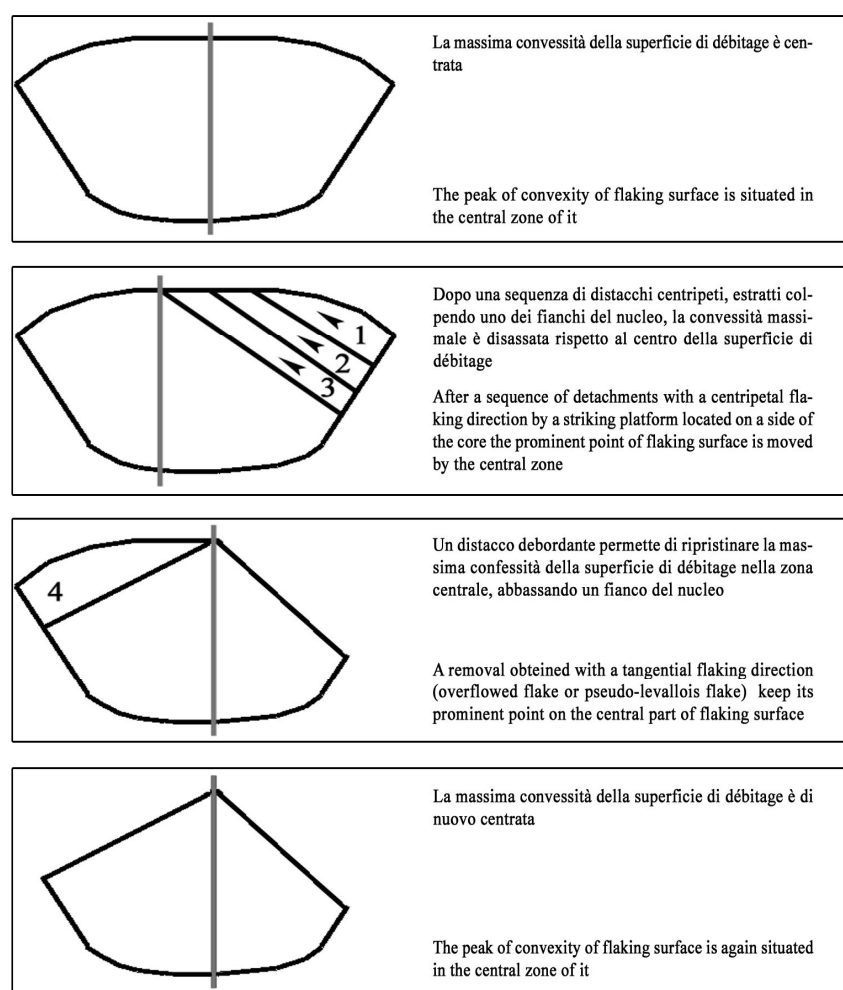 La massima convessità della superficie di débitage è cen-
trata
The peak of convexity of flaking surface is situated in
the central zone of it
1
2
3
Dopo una sequenza di distacchi centripeti, estratti col-
pendo uno dei fianchi del nucleo, la convessità massi-
male è disassata rispetto al centro della superficie di
débitage
After a sequence of detachments with a centripetal fla-
king direction by a striking platform located on a side of
the core the prominent point of flaking surface is moved
by the central zone
4
Un distacco debordante permette di ripristinare la mas-
sima confessità della superficie di débitage nella zona
centrale, abbassando un fianco del nucleo
A removal obteined with a tangential flaking direction
(overflowed flake or pseudo-levallois flake) keep its
prominent point on the central part of flaking surface
La massima convessità della superficie di débitage è di
nuovo centrata
The peak of convexity of flaking surface is again situated
in the central zone of it